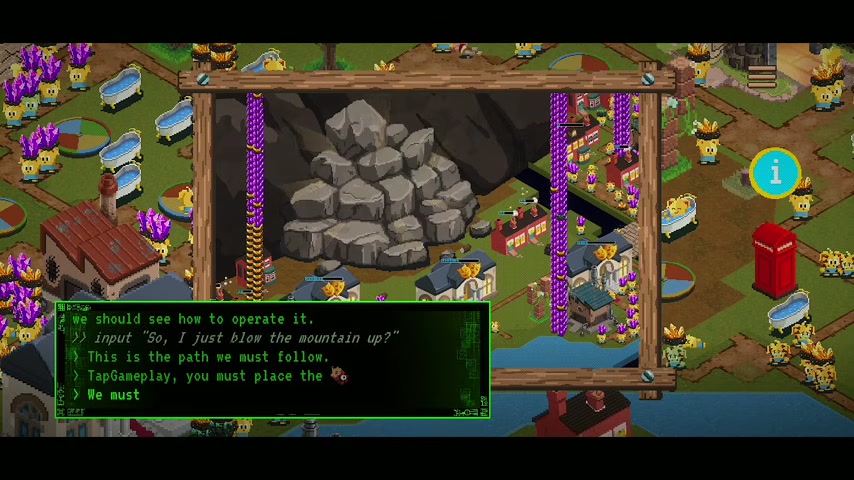 we should see how to operate it.
>> input "So, I just blow the mountain up?"
> This is the path we must follow.
> TapGameplay, you must place the
> We must
i